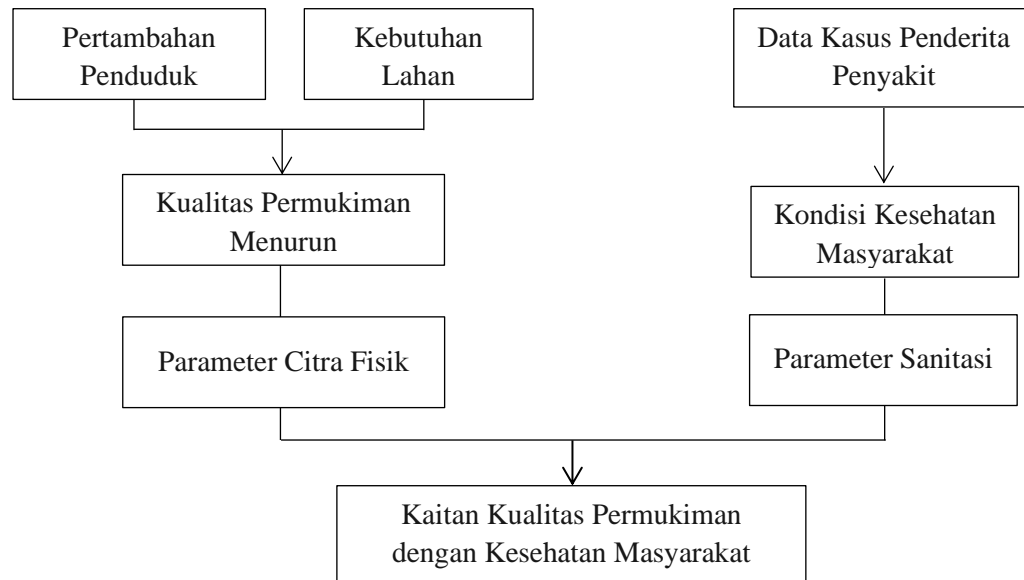 Pertambahan
Penduduk
Kebutuhan
Lahan
Data Kasus Penderita
Penyakit
Kualitas Permukiman
Menurun
Kondisi Kesehatan
Masyarakat
Parameter Citra Fisik
Parameter Sanitasi
Kaitan Kualitas Permukiman
dengan Kesehatan Masyarakat